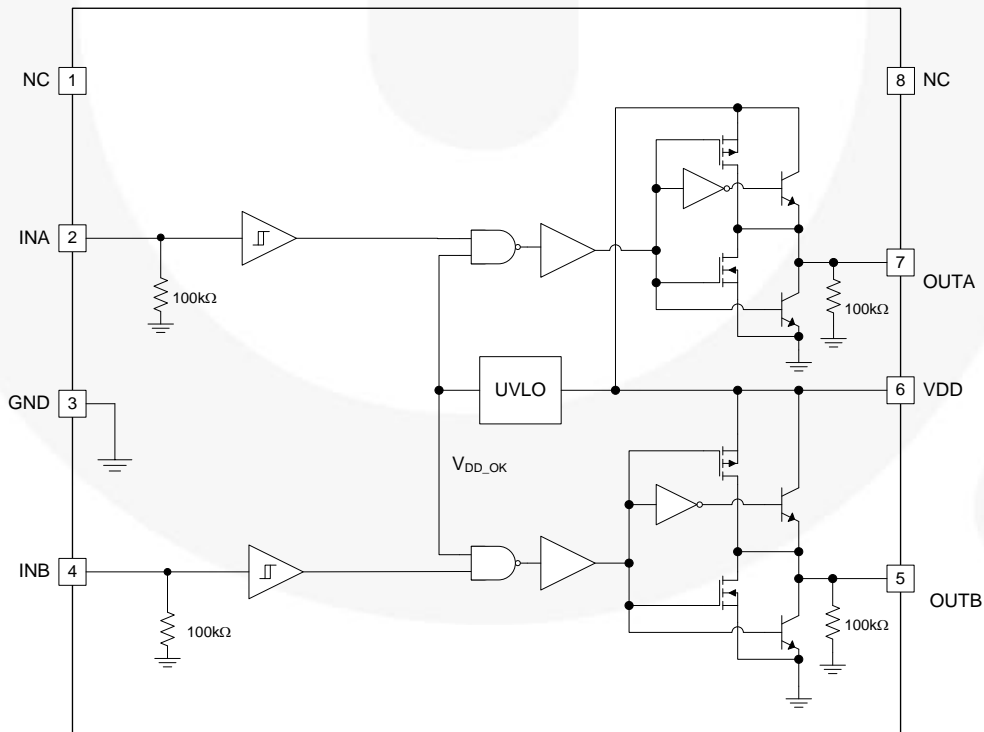 NC 1
8 NC
INA 2
100kΩ
7
OUTA
100kΩ
GND 3
UVLO
6 VDD
VDD_OK
INB 4
100kΩ
5
OUTB
100kΩ